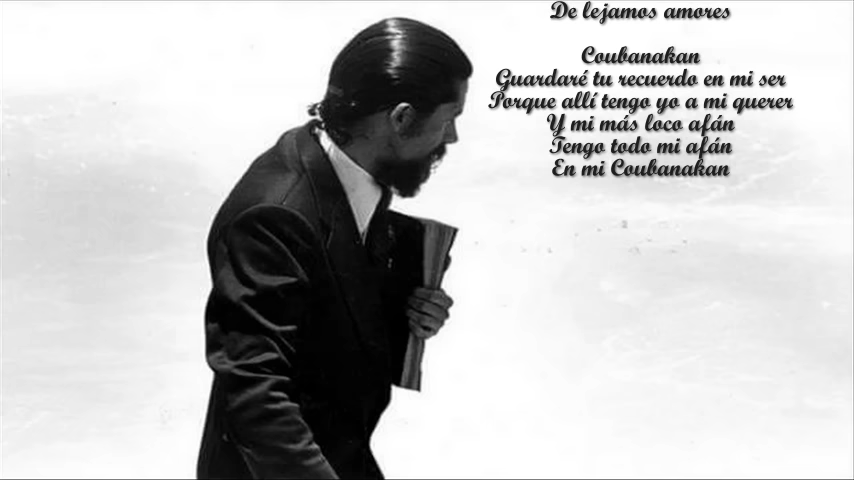 De lejamos amores
Coubanakan
Guardaré tu recuerdo en mi ser
Porque allí tengo yo a mi querer
Y mi más loco afán
Tengo todo mi afán
En mi Coubanakan